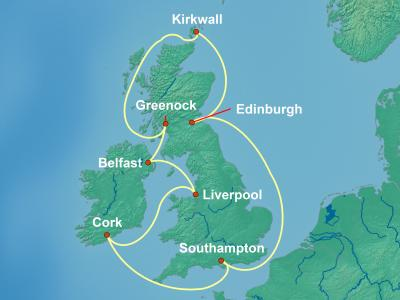 Kirkwall
Greenock
Edinburgh
Belfast
Liverpool
Cork
Southampton